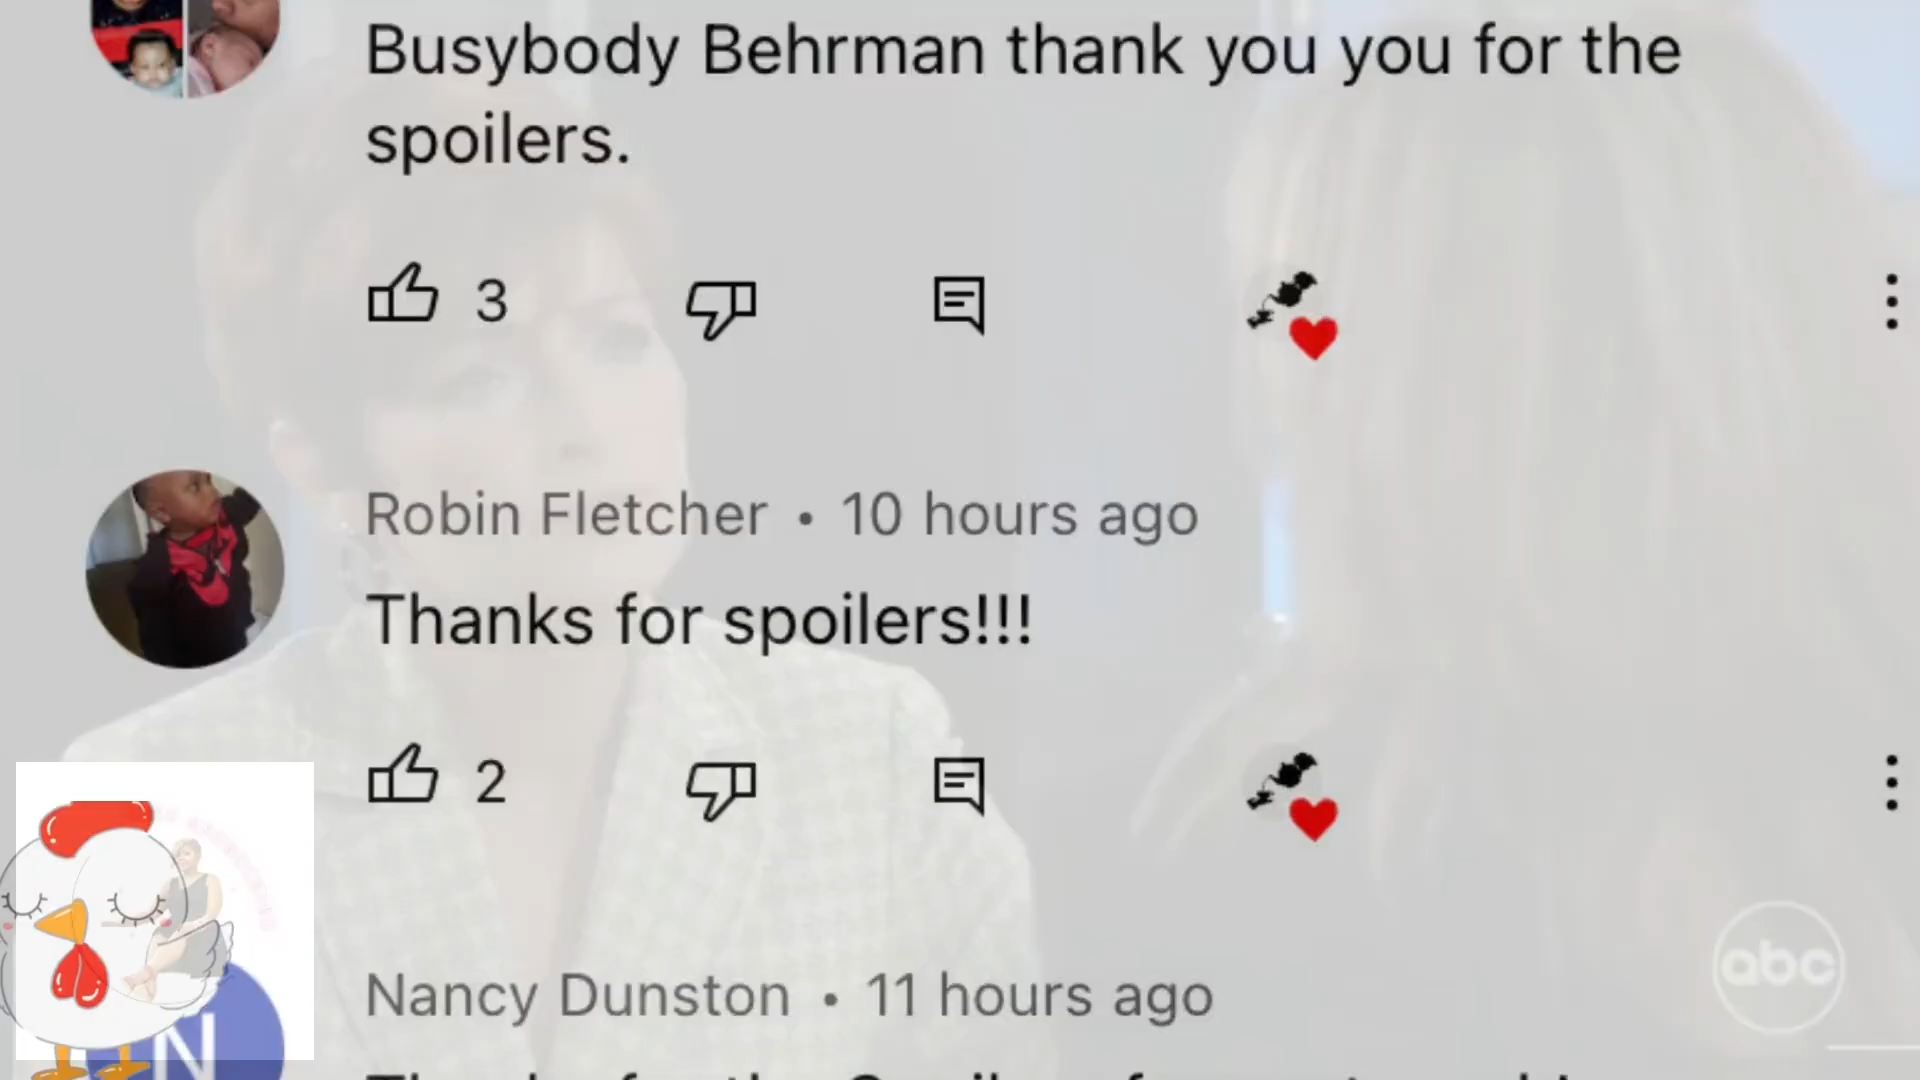 Busybody Behrman thank you you for the
spoilers.
3
Robin Fletcher • 10 hours ago
Thanks for spoilers!!!
2
Nancy Dunston • 11 hours ago
N
abc